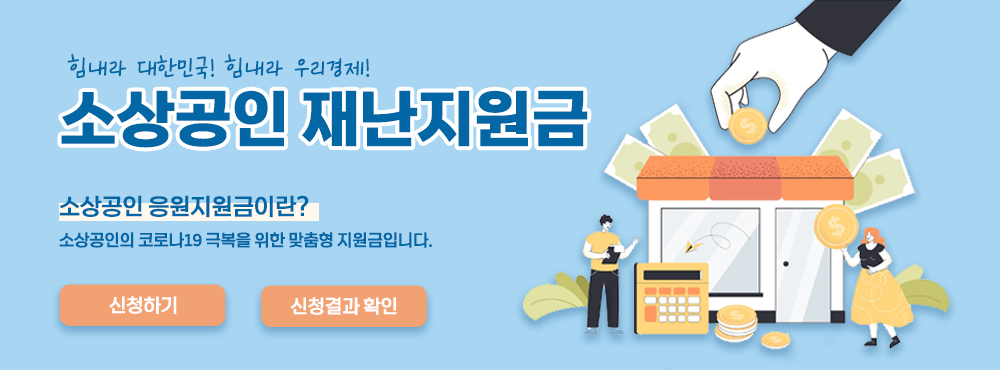 힘내라 대한민국! 힘내라 우리경제!
소상공인 재난지원금
소상공인 응원지원금이란?
소상공인의 코로나19 극복을 위한 맞춤형 지원금입니다.
신청하기
신청결과 확인